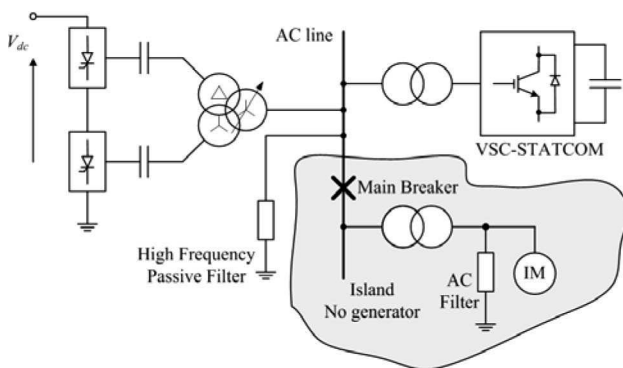 V_dc
AC line
VSC-STATCOM
Main Breaker
High Frequency
Passive Filter
Island
No generator
AC
Filter
IM